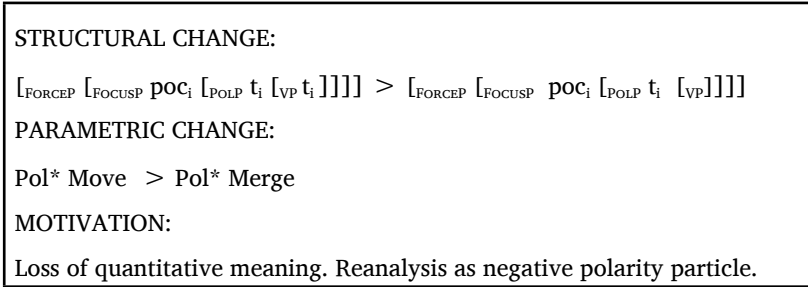 STRUCTURAL CHANGE:
[FORCEP [FOCUSP poci [POLP ti [VP ti ]]]] > [FORCEP [FOCUSP poci [POLP ti [VP]]]]
PARAMETRIC CHANGE:
Pol* Move > Pol* Merge
MOTIVATION:
Loss of quantitative meaning. Reanalysis as negative polarity particle.